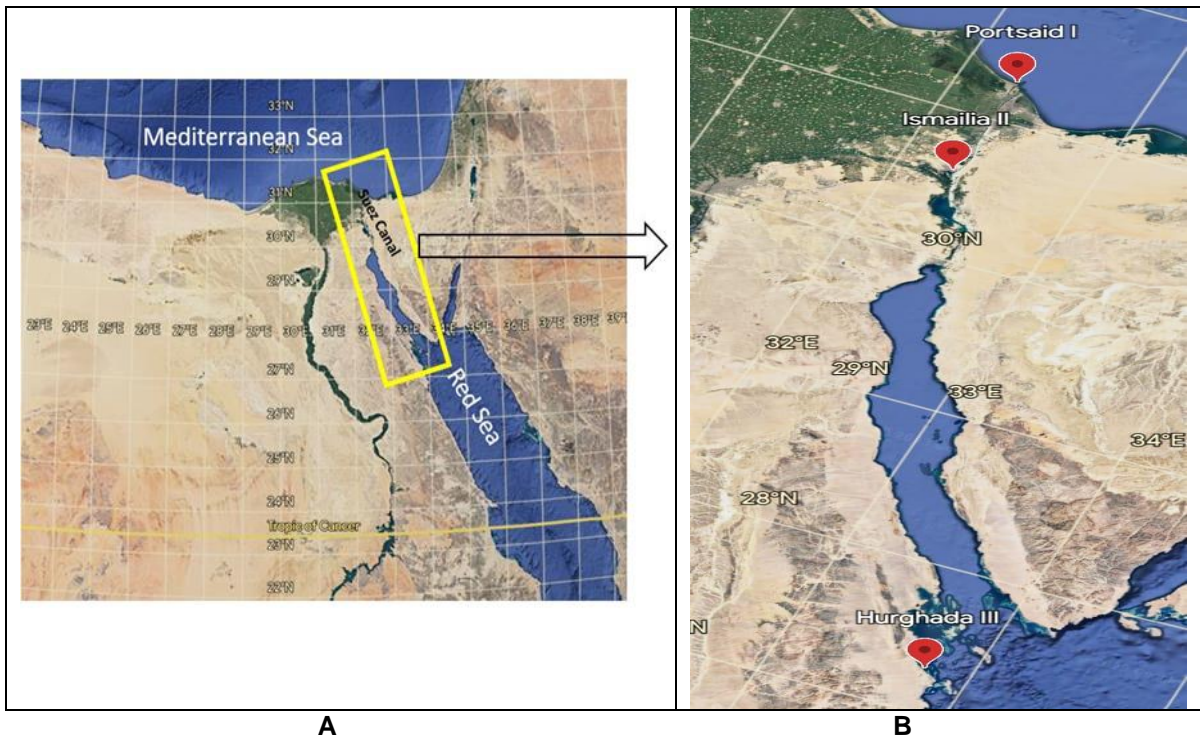 33°N
Mediterranean Sea
32°N
31°N
Suez Canal
30°N
29°N
23°E 24°E 25°E 26°E 27°E 28°E 29°E 30°E 31°E 32°E 33°E 34°E 35°E 36°E 37°E 38°E 39°
27°N
Red Sea
26°N
25°N
24°N
Tropic of Cancer
23°N
22°N
A
Portsaid I
Ismailia II
30°N
32°E
29°N
33°E
34°E
28°N
N
Hurghada III
B